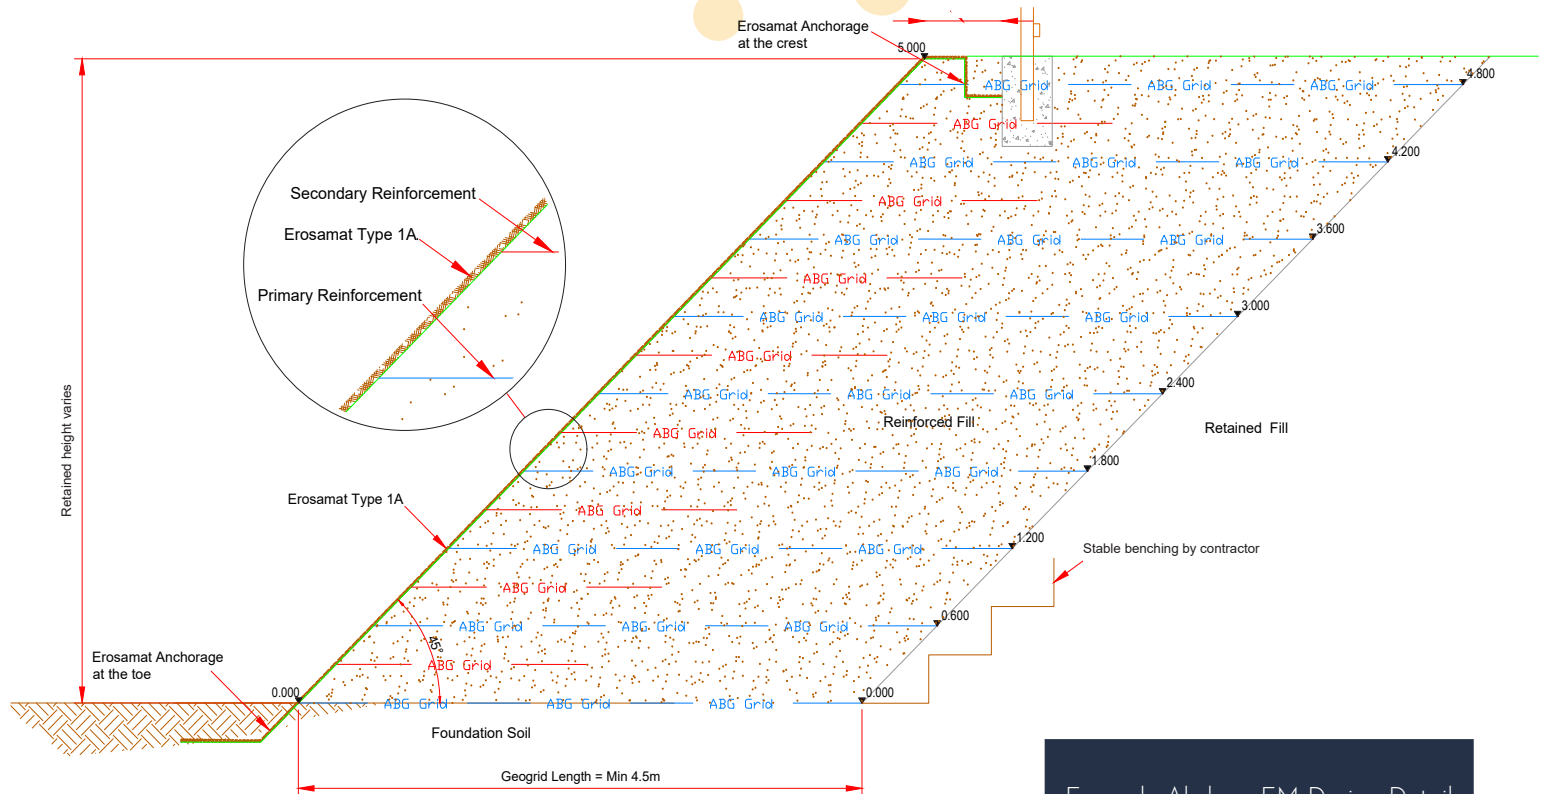 Erosamat Anchorage
at the crest
5.000
4.800
ABG Grid ABG Grid ABG Grid
ABG Grid
4.200
ABG Grid ABG Grid ABG Grid
Secondary Reinforcement
ABG Grid
Erosamat Type 1A
3.600
ABG Grid ABG Grid ABG Grid
ABG Grid
Primary Reinforcement
3.000
ABG Grid ABG Grid ABG Grid
ABG Grid
2.400
ABG Grid ABG Grid ABG Grid
Reinforced Fill
Retained Fill
ABG Grid
Retained height varies
1.800
ABG Grid ABG Grid ABG Grid
Erosamat Type 1A
ABG Grid
1.200
ABG Grid ABG Grid ABG Grid
Stable benching by contractor
ABG Grid
0.600
ABG Grid ABG Grid ABG Grid
45°
Erosamat Anchorage
at the toe
ABG Grid
0.000
0.000
ABG Grid ABG Grid ABG Grid
Foundation Soil
Geogrid Length = Min 4.5m